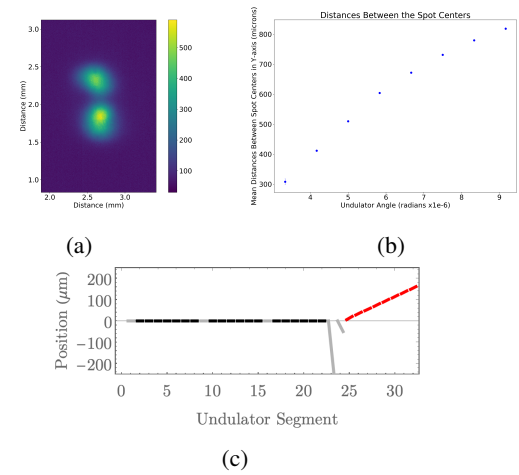 3.0
2.5
2.0
1.5
1.0
Distance (mm)
2.0 2.5 3.0
Distance (mm)
500
400
300
200
100
(a)
Distances Between the Spot Centers
Mean Distances Between Spot Centers in Y-axis (microns)
800
700
600
500
400
300
4 5 6 7 8 9
Undulator Angle (radians x1e-6)
(b)
Position (μm)
200
100
0
−100
−200
0 5 10 15 20 25 30
Undulator Segment
(c)